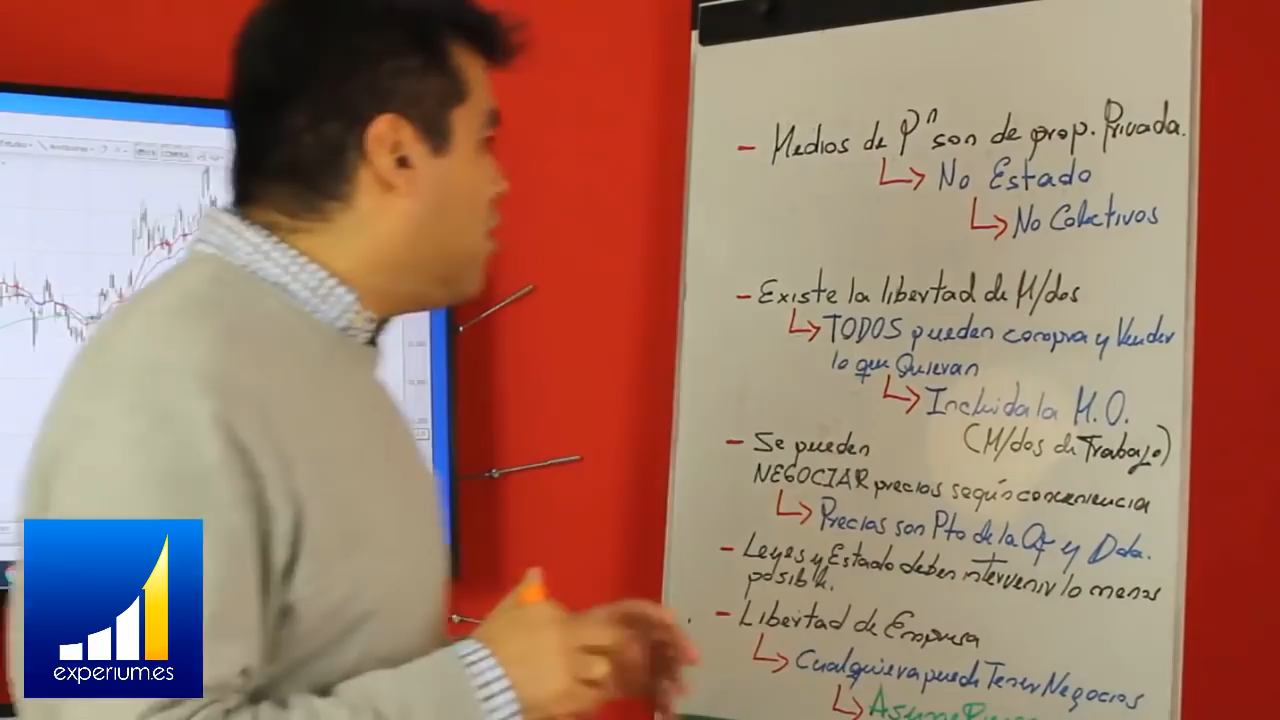 - Medios de Pⁿ son de prop. Privada.
No Estado
No Colectivos
- Existe la libertad de M/dos
TODOS pueden compra y Vender
lo que Quieran
Incluida la M.O.
(M/dos de Trabajo)
- Se pueden
NEGOCIAR precios según conveniencia
Precios son Pto de la Of y Dda.
- Leyes y Estado deben intervenir lo menos
posible.
- Libertad de Empresa
Cualquiera puede Tener Negocios
Asume
experium.es